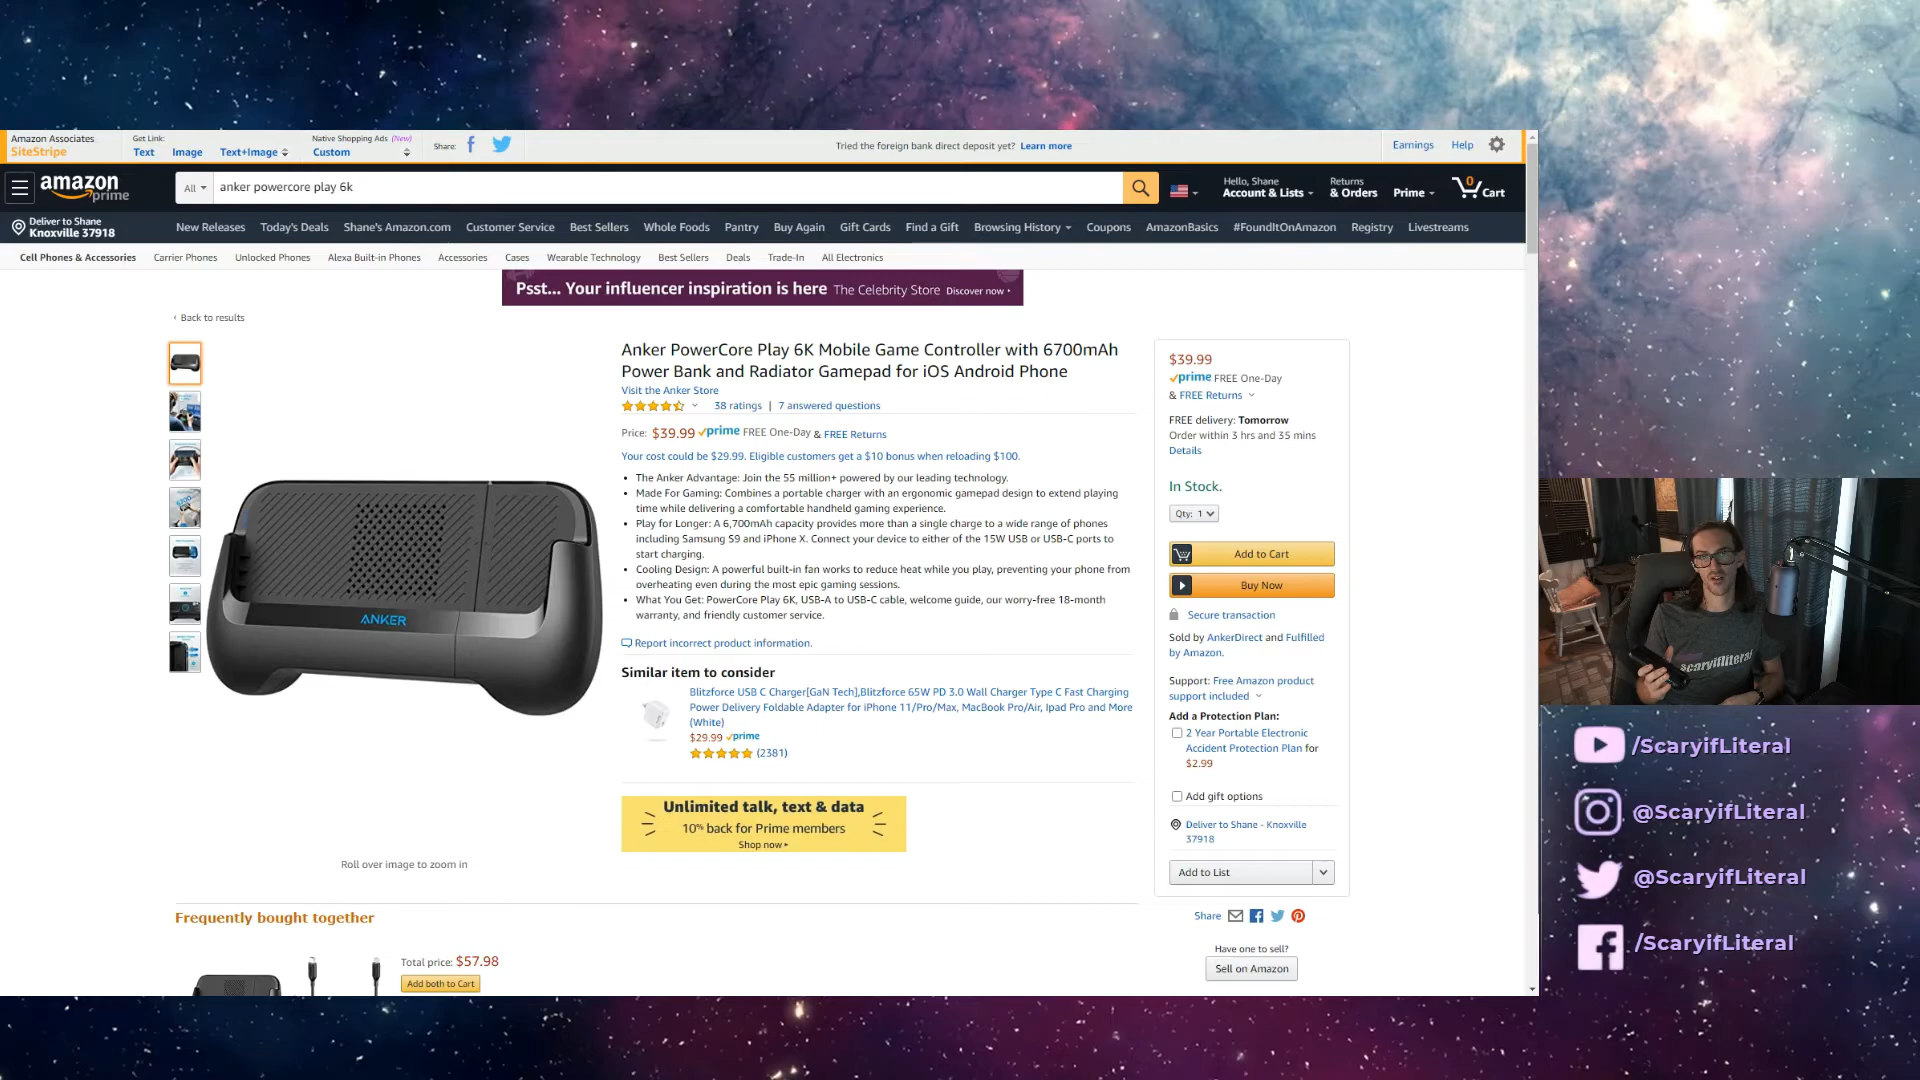 Amazon Associates
SiteStripe
Get Link:
Text Image Text+Image
Native Shopping Ads (New)
Custom
Share:
Tried the foreign bank direct deposit yet? Learn more
Earnings Help
amazon prime
All
anker powercore play 6k
Hello, Shane
Account & Lists
Returns
& Orders
Prime
0
Cart
Deliver to Shane
Knoxville 37918
New Releases Today's Deals Shane's Amazon.com Customer Service Best Sellers Whole Foods Pantry Buy Again Gift Cards Find a Gift Browsing History Coupons AmazonBasics #FoundItOnAmazon Registry Livestreams
Cell Phones & Accessories Carrier Phones Unlocked Phones Alexa Built-in Phones Accessories Cases Wearable Technology Best Sellers Deals Trade-In All Electronics
Psst... Your influencer inspiration is here The Celebrity Store Discover now
‹ Back to results
ANKER
Roll over image to zoom in
Anker PowerCore Play 6K Mobile Game Controller with 6700mAh
Power Bank and Radiator Gamepad for iOS Android Phone
Visit the Anker Store
38 ratings | 7 answered questions
Price: $39.99 prime FREE One-Day & FREE Returns
Your cost could be $29.99. Eligible customers get a $10 bonus when reloading $100.
• The Anker Advantage: Join the 55 million+ powered by our leading technology.
• Made For Gaming: Combines a portable charger with an ergonomic gamepad design to extend playing
time while delivering a comfortable handheld gaming experience.
• Play for Longer: A 6,700mAh capacity provides more than a single charge to a wide range of phones
including Samsung S9 and iPhone X. Connect your device to either of the 15W USB or USB-C ports to
start charging.
• Cooling Design: A powerful built-in fan works to reduce heat while you play, preventing your phone from
overheating even during the most epic gaming sessions.
• What You Get: PowerCore Play 6K, USB-A to USB-C cable, welcome guide, our worry-free 18-month
warranty, and friendly customer service.
Report incorrect product information.
Similar item to consider
Blitzforce USB C Charger[GaN Tech],Blitzforce 65W PD 3.0 Wall Charger Type C Fast Charging
Power Delivery Foldable Adapter for iPhone 11/Pro/Max, MacBook Pro/Air, Ipad Pro and More
(White)
$29.99 prime
(2381)
Unlimited talk, text & data
10% back for Prime members
Shop now
$39.99
prime FREE One-Day
& FREE Returns
FREE delivery: Tomorrow
Order within 3 hrs and 35 mins
Details
In Stock.
Qty: 1
Add to Cart
Buy Now
Secure transaction
Sold by AnkerDirect and Fulfilled
by Amazon.
Support: Free Amazon product
support included
Add a Protection Plan:
2 Year Portable Electronic
Accident Protection Plan for
$2.99
Add gift options
Deliver to Shane - Knoxville
37918
Add to List
Share
Have one to sell?
Sell on Amazon
Frequently bought together
Total price: $57.98
Add both to Cart
scaryifliteral
/ScaryifLiteral
@ScaryifLiteral
@ScaryifLiteral
/ScaryifLiteral